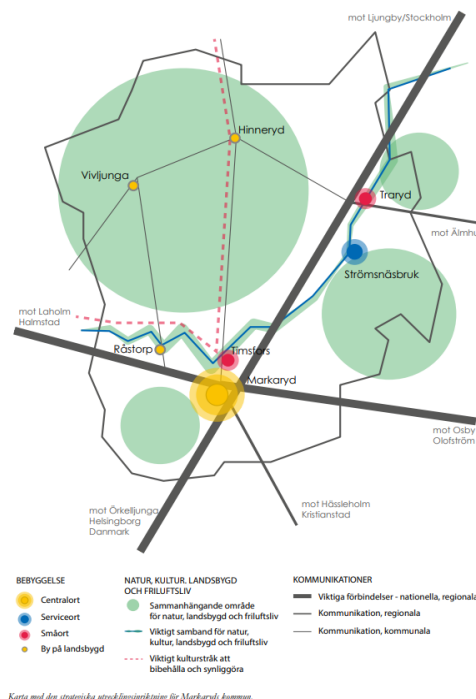 mot Ljungby/Stockholm
Hinneryd
Vivljunga
Traryd
mot Älmhu
Strömsnäsbruk
mot Laholm
Halmstad
Råstorp
Timsfors
Markaryd
mot Osby
Olofström
mot Örkelljunga
Helsingborg
Danmark
mot Hässleholm
Kristianstad
BEBYGGELSE
Centralort
Serviceort
Småort
By på landsbygd
NATUR, KULTUR. LANDSBYGD
OCH FRILUFTSLIV
Sammanhängande område
för natur, landsbygd och friluftsliv
Viktigt samband för natur,
kultur, landsbygd och friluftsliv
Viktigt kulturstråk att
bibehålla och synliggöra
KOMMUNIKATIONER
Viktiga förbindelser - nationella, regionala
Kommunikation, regionala
Kommunikation, kommunala
Karta med den strategiska utvecklingsinriktning för Markaryds kommun.